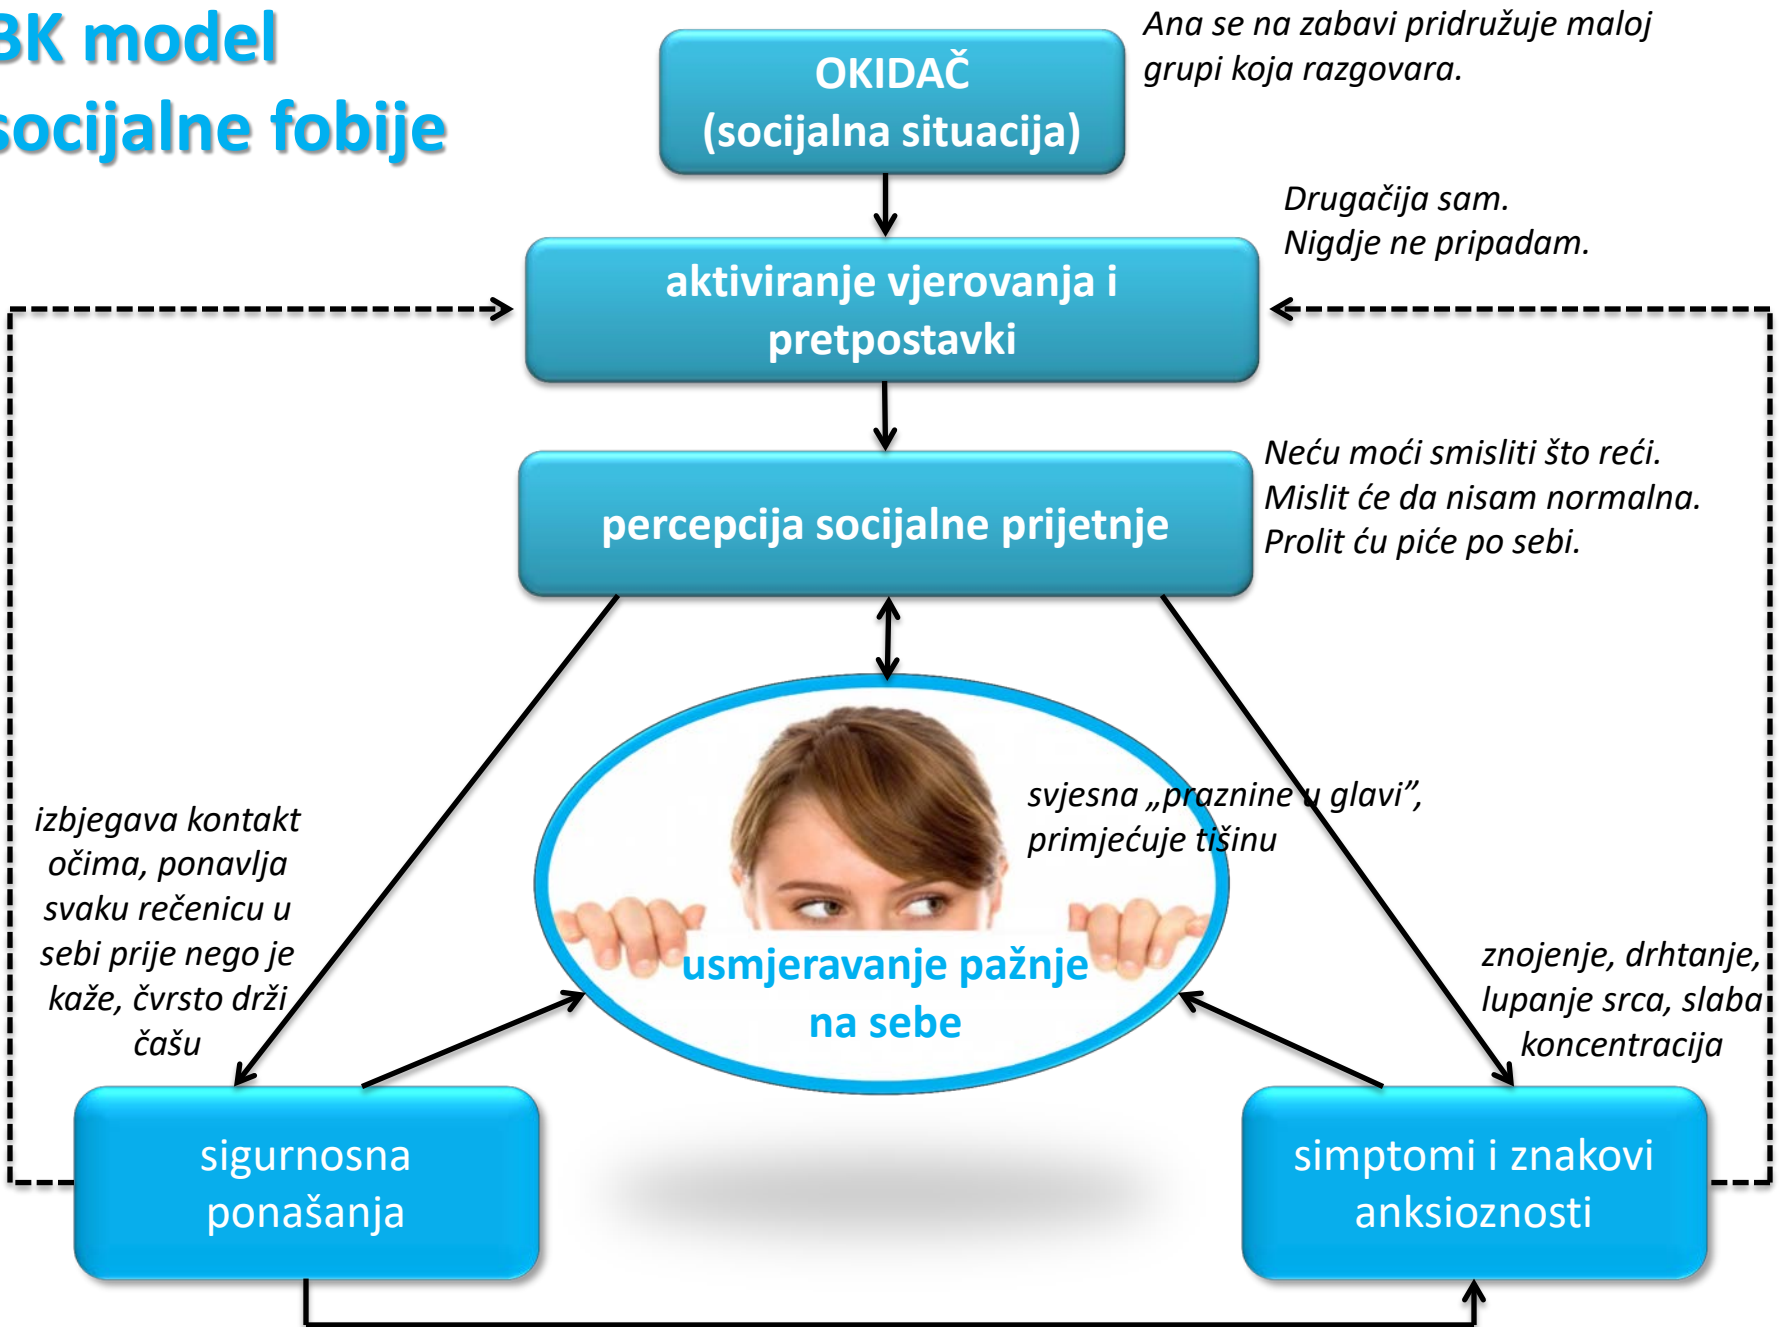 BK model
socijalne fobije
OKIDAČ
(socijalna situacija)
Ana se na zabavi pridružuje maloj
grupi koja razgovara.
Drugačija sam.
Nigdje ne pripadam.
aktiviranje vjerovanja i
pretpostavki
Neću moći smisliti što reći.
Mislit će da nisam normalna.
Prolit ću piće po sebi.
percepcija socijalne prijetnje
svjesna „praznine u glavi”,
primjećuje tišinu
izbjegava kontakt
očima, ponavlja
svaku rečenicu u
sebi prije nego je
kaže, čvrsto drži
čašu
usmjeravanje pažnje
na sebe
znojenje, drhtanje,
lupanje srca, slaba
koncentracija
sigurnosna
ponašanja
simptomi i znakovi
anksioznosti